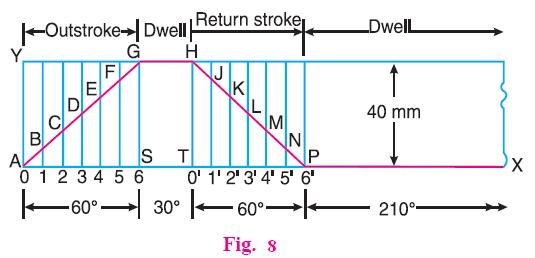 Outstroke Dwell Return stroke Dwell
Y G H
F J
E K
D L
C M
B N
40 mm
A S T P X
0 1 2 3 4 5 6 0' 1' 2' 3' 4' 5' 6'
60° 30° 60° 210°
Fig. 8